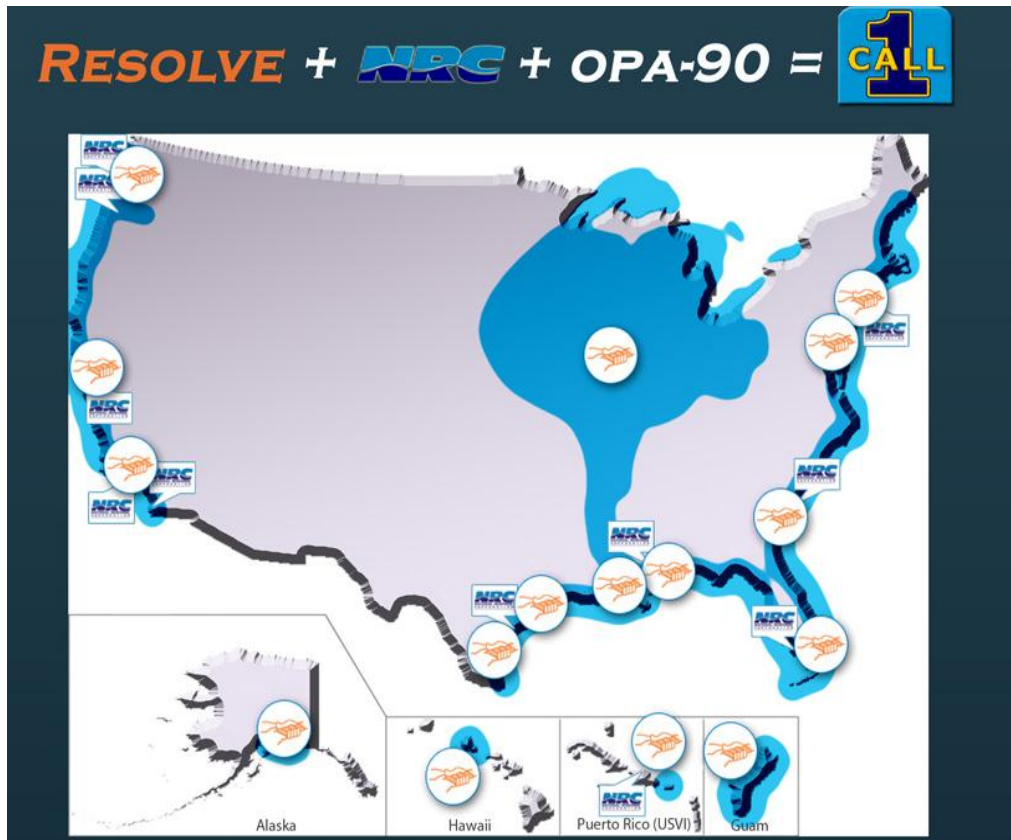 RESOLVE + NRC + OPA-90 = 1 CALL
NRC
NRC
NRC
NRC
NRC
NRC
NRC
NRC
NRC
NRC
Alaska
Hawaii
NRC
Puerto Rico (USVI)
Guam